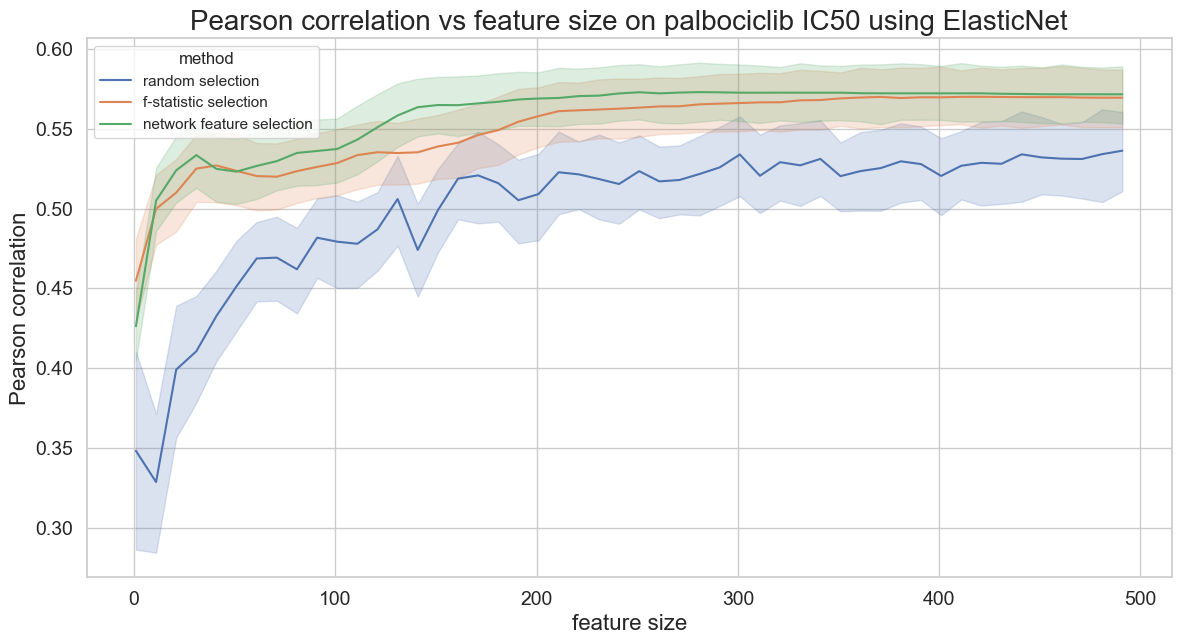 Pearson correlation vs feature size on palbociclib IC50 using ElasticNet
method
random selection
f-statistic selection
network feature selection
Pearson correlation
0.60
0.55
0.50
0.45
0.40
0.35
0.30
0
100
200
300
400
500
feature size